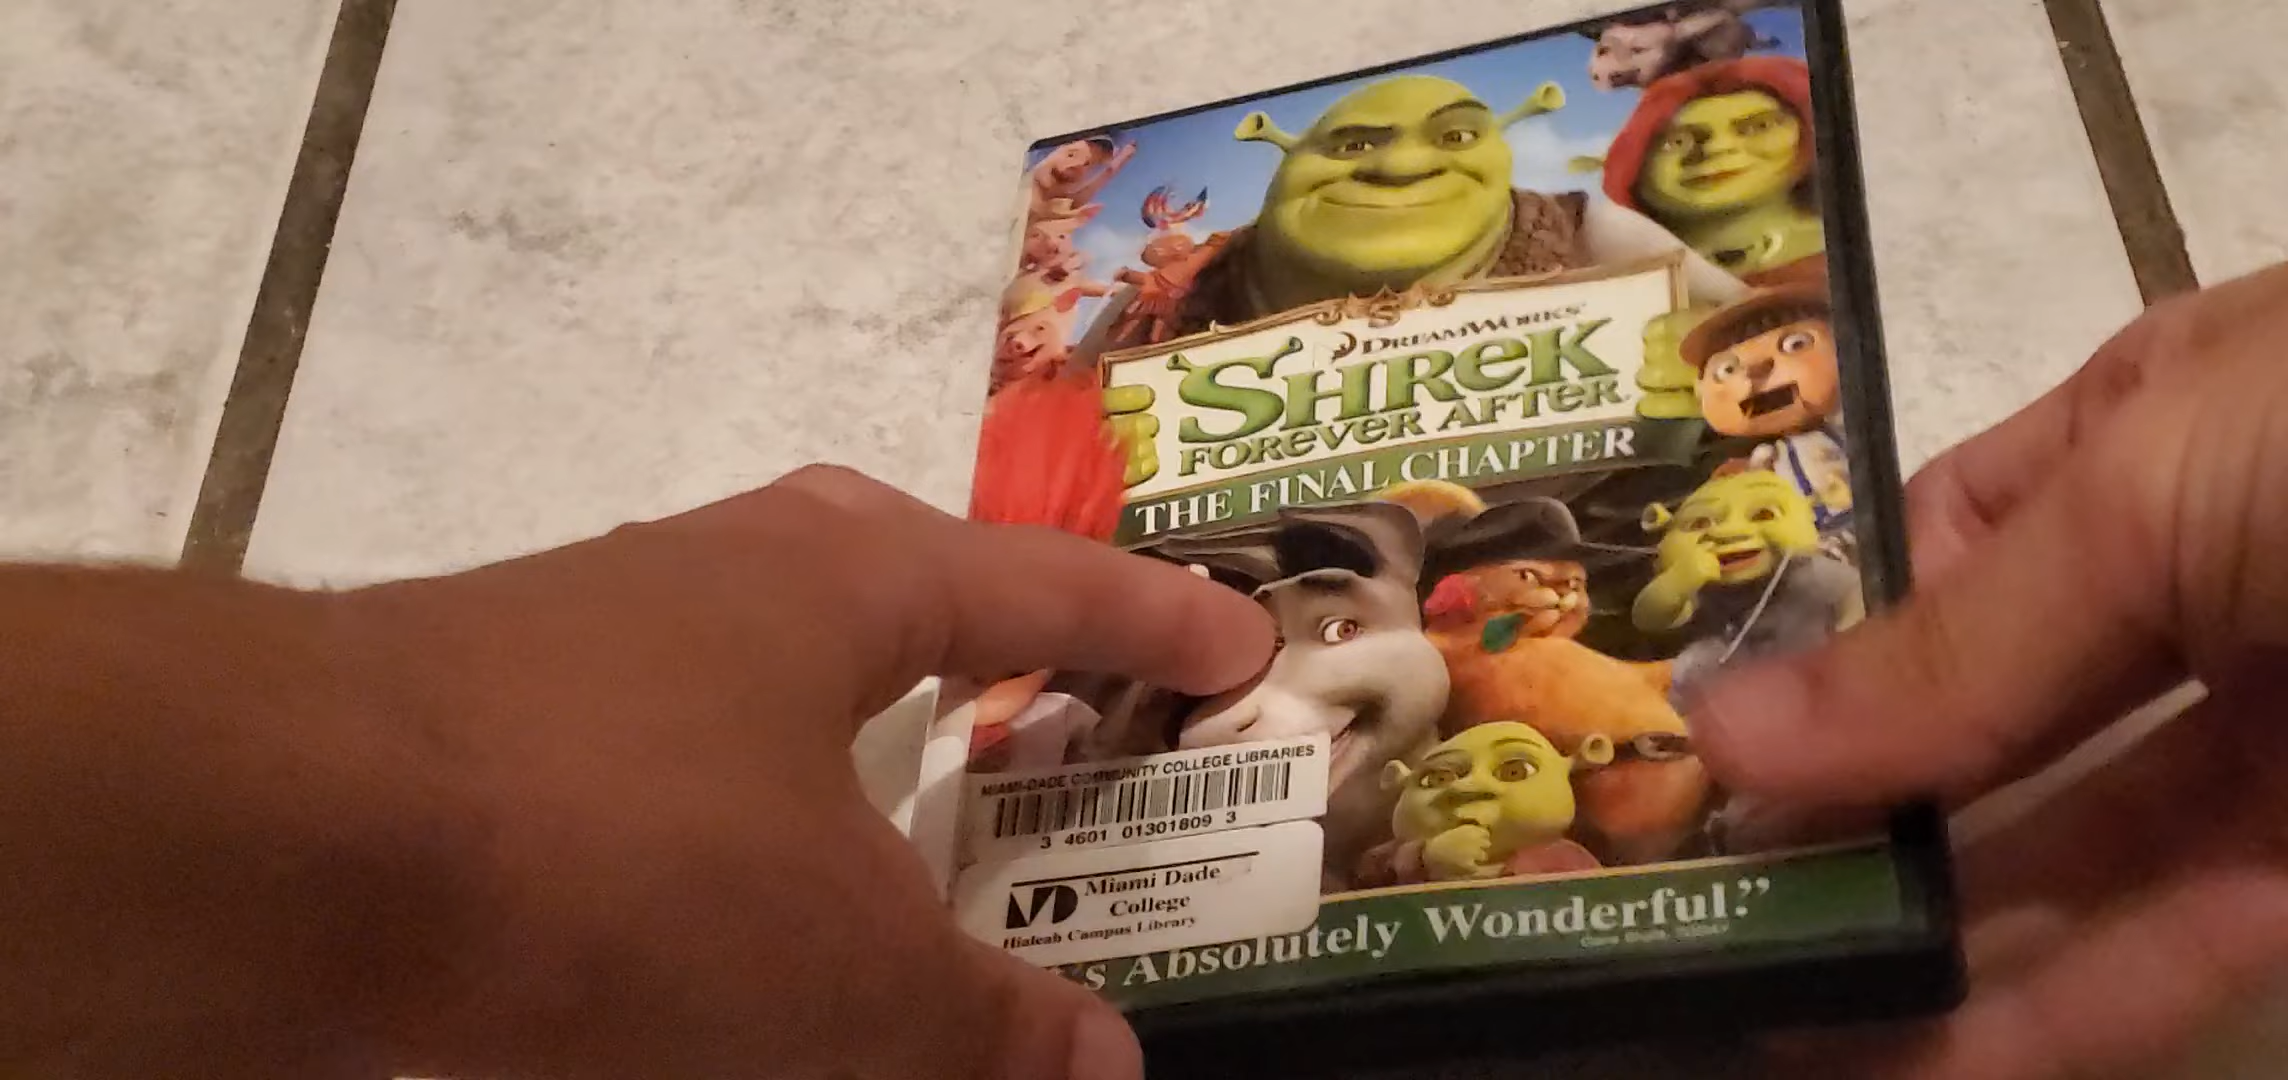 DREAMWORKS
SHREK
FOREVER AFTER
THE FINAL CHAPTER
MIAMI-DADE COMMUNITY COLLEGE LIBRARIES
3 4601 01301809 3
MD Miami Dade
College
Hialeah Campus Library
's Absolutely Wonderful!”